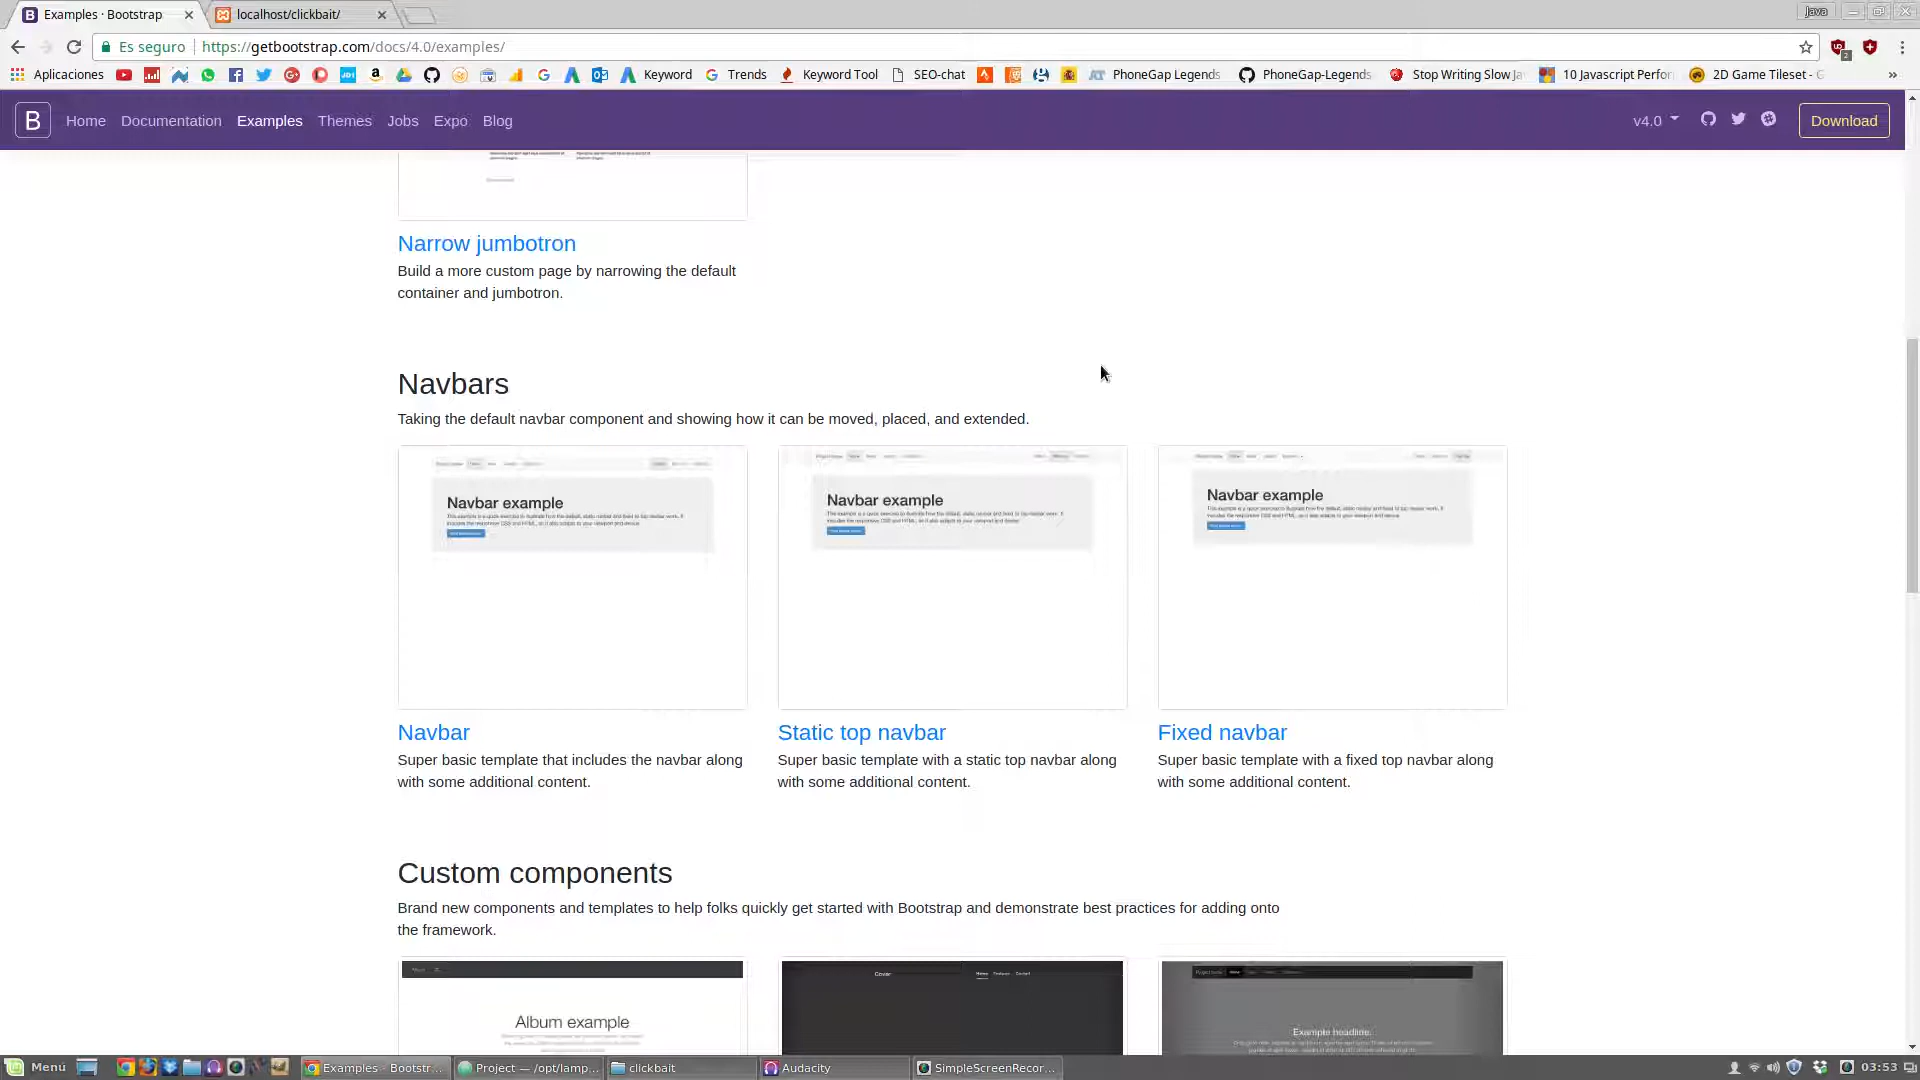 Examples · Bootstrap
localhost/clickbait/
Java
Es seguro
https://getbootstrap.com/docs/4.0/examples/
Aplicaciones
Keyword
Trends
Keyword Tool
SEO-chat
PhoneGap Legends
PhoneGap-Legends
Stop Writing Slow Ja
10 Javascript Perfor
2D Game Tileset - G
»
B
Home
Documentation
Examples
Themes
Jobs
Expo
Blog
v4.0
Download
Narrow jumbotron
Build a more custom page by narrowing the default
container and jumbotron.
Navbars
Taking the default navbar component and showing how it can be moved, placed, and extended.
Navbar example
Navbar example
Navbar example
Navbar
Super basic template that includes the navbar along
with some additional content.
Static top navbar
Super basic template with a static top navbar along
with some additional content.
Fixed navbar
Super basic template with a fixed top navbar along
with some additional content.
Custom components
Brand new components and templates to help folks quickly get started with Bootstrap and demonstrate best practices for adding onto
the framework.
Album example
Cover
Home Features Contact
Example headline.
Menú
Examples · Bootstr...
Project — /opt/lamp...
clickbait
Audacity
SimpleScreenRecor...
03:53